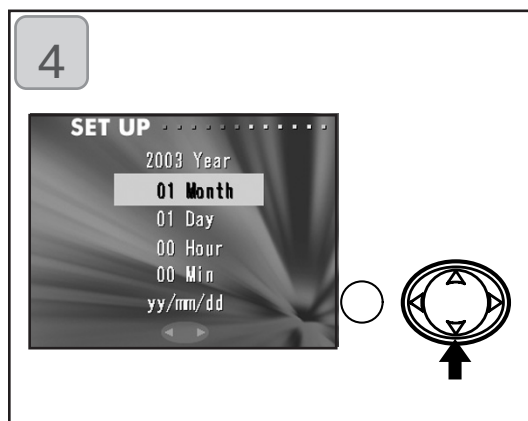 4
SET UP
2003 Year
01 Month
01 Day
00 Hour
00 Min
yy/mm/dd